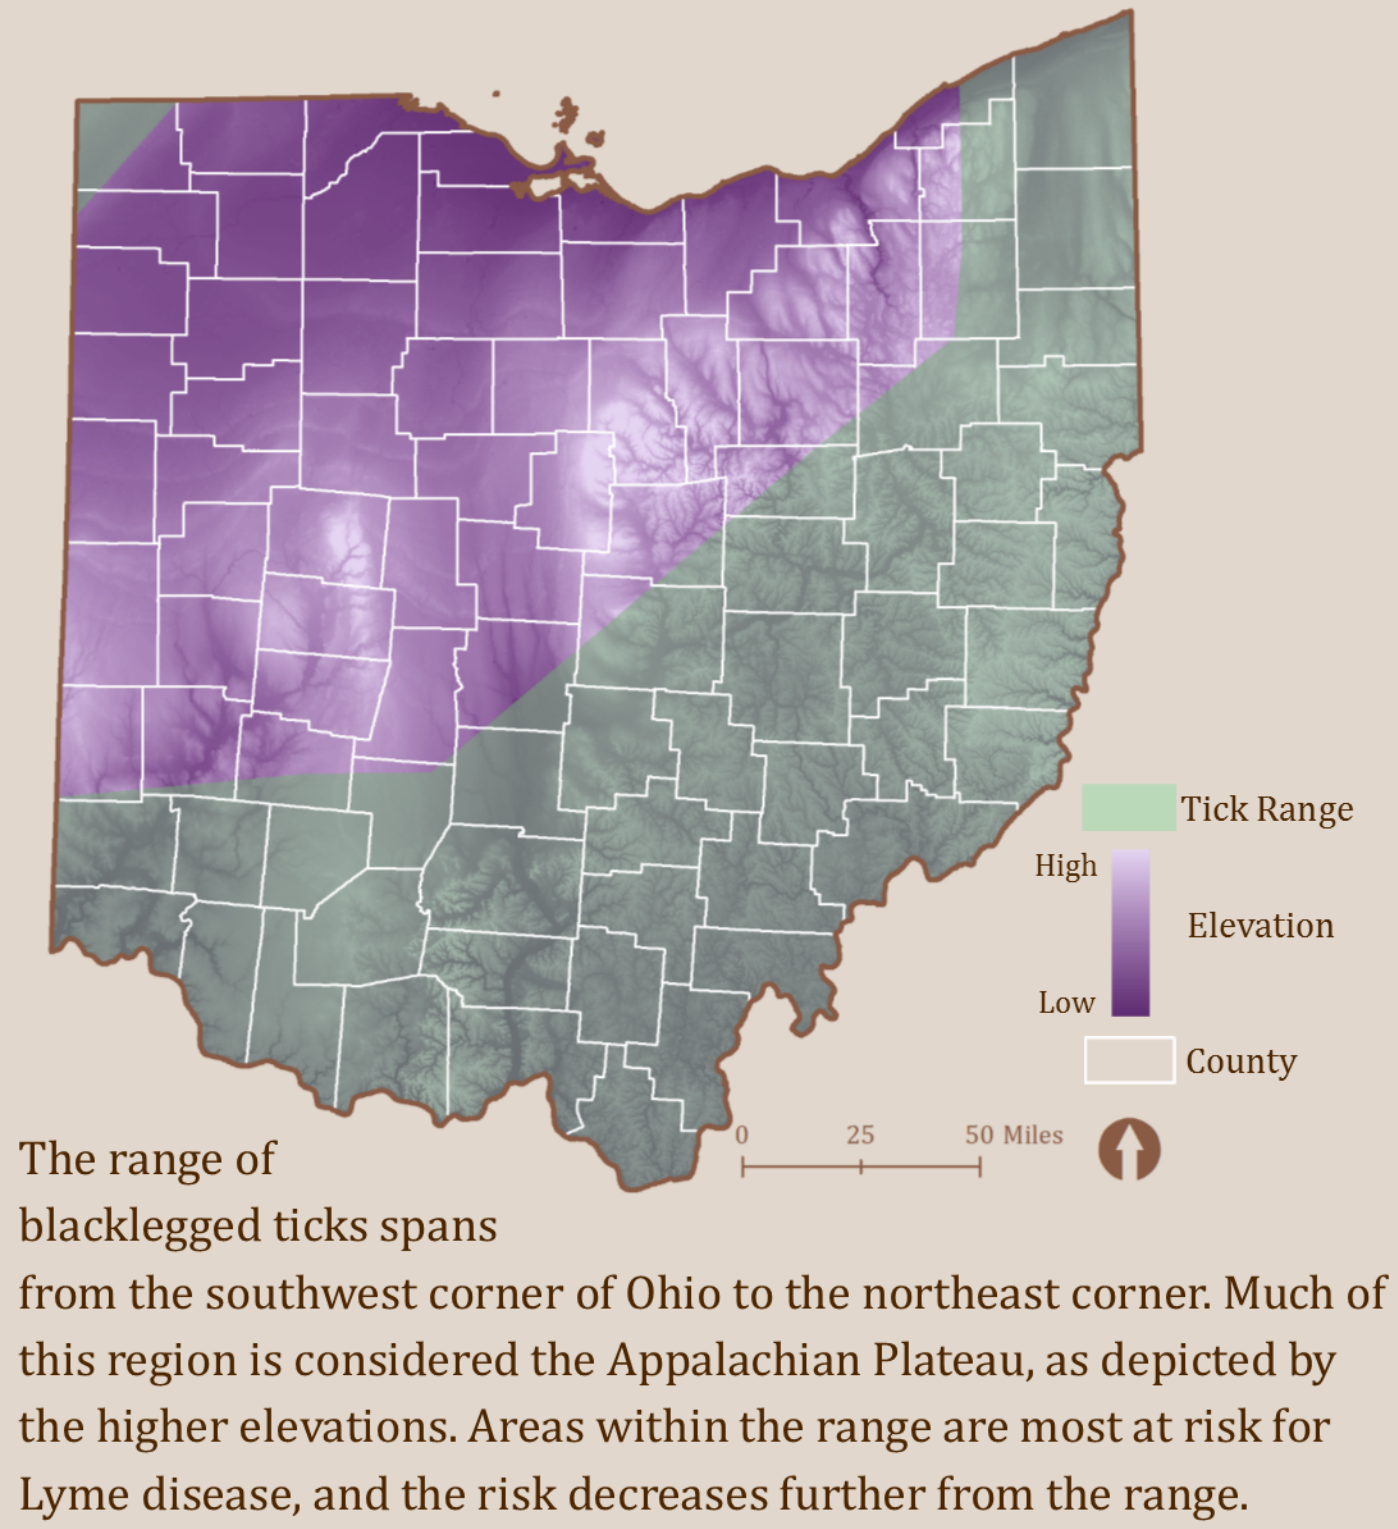 Tick Range
High
Elevation
Low
County
0 25 50 Miles
The range of
blacklegged ticks spans
from the southwest corner of Ohio to the northeast corner. Much of
this region is considered the Appalachian Plateau, as depicted by
the higher elevations. Areas within the range are most at risk for
Lyme disease, and the risk decreases further from the range.